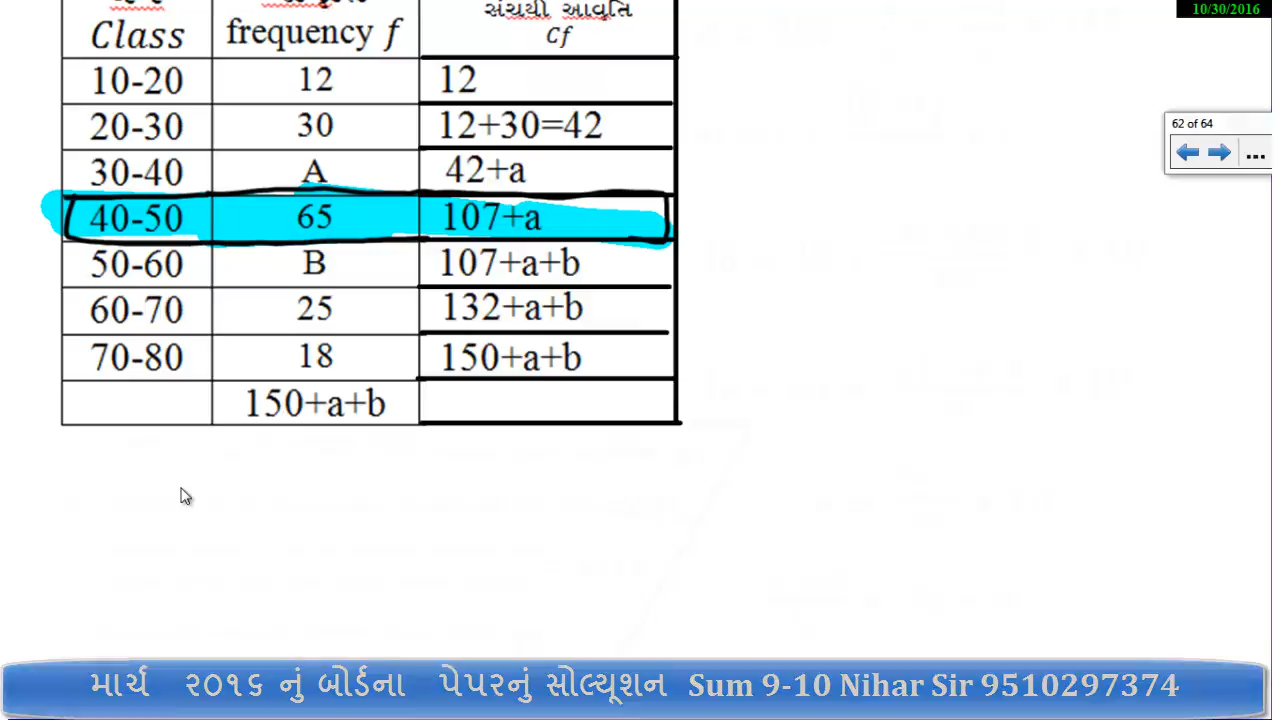 10/30/2016
સંચયી આવૃતિ
Class frequency f Cf
62 of 64
10-20 12 12
20-30 30 12+30=42
30-40 A 42+a
40-50 65 107+a
50-60 B 107+a+b
60-70 25 132+a+b
70-80 18 150+a+b
150+a+b
માર્ચ ૨૦૧૬ નું બોર્ડના પેપરનું સોલ્યૂશન Sum 9-10 Nihar Sir 9510297374